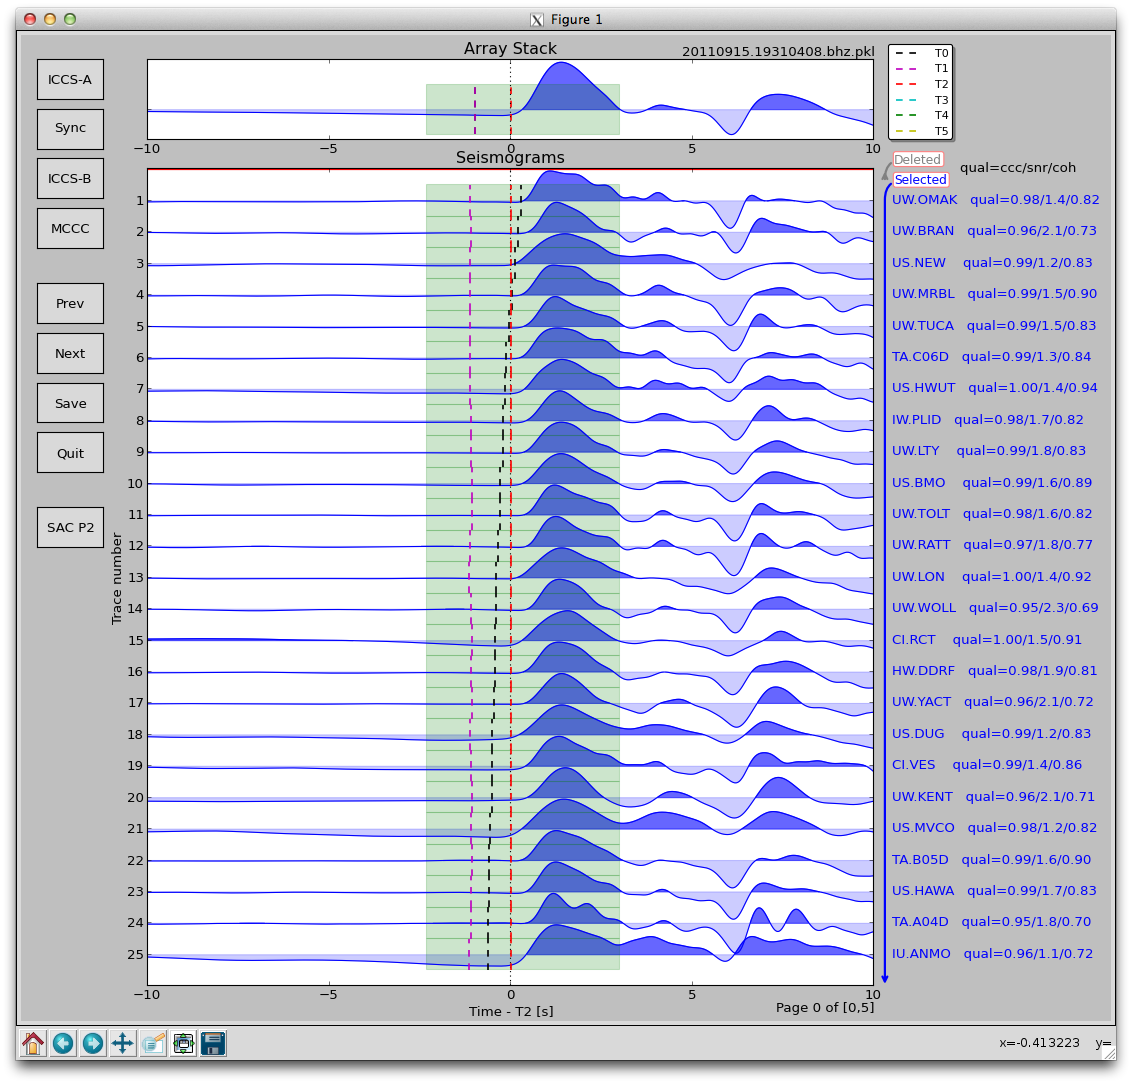 Figure 1
Array Stack
20110915.19310408.bhz.pkl
ICCS-A
Sync
ICCS-B
MCCC
Prev
Next
Save
Quit
SAC P2
T0
T1
T2
T3
T4
T5
−10 −5 0 5 10
Seismograms
Deleted
Selected
qual=ccc/snr/coh
1 UW.OMAK qual=0.98/1.4/0.82
2 UW.BRAN qual=0.96/2.1/0.73
3 US.NEW qual=0.99/1.2/0.83
4 UW.MRBL qual=0.99/1.5/0.90
5 UW.TUCA qual=0.99/1.5/0.83
6 TA.C06D qual=0.99/1.3/0.84
7 US.HWUT qual=1.00/1.4/0.94
8 IW.PLID qual=0.98/1.7/0.82
9 UW.LTY qual=0.99/1.8/0.83
10 US.BMO qual=0.99/1.6/0.89
11 UW.TOLT qual=0.98/1.6/0.82
12 UW.RATT qual=0.97/1.8/0.77
13 UW.LON qual=1.00/1.4/0.92
14 UW.WOLL qual=0.95/2.3/0.69
15 CI.RCT qual=1.00/1.5/0.91
16 HW.DDRF qual=0.98/1.9/0.81
17 UW.YACT qual=0.96/2.1/0.72
18 US.DUG qual=0.99/1.2/0.83
19 CI.VES qual=0.99/1.4/0.86
20 UW.KENT qual=0.96/2.1/0.71
21 US.MVCO qual=0.98/1.2/0.82
22 TA.B05D qual=0.99/1.6/0.90
23 US.HAWA qual=0.99/1.7/0.83
24 TA.A04D qual=0.95/1.8/0.70
25 IU.ANMO qual=0.96/1.1/0.72
Trace number
−10 −5 0 5 10
Time - T2 [s]
Page 0 of [0,5]
x=-0.413223 y=